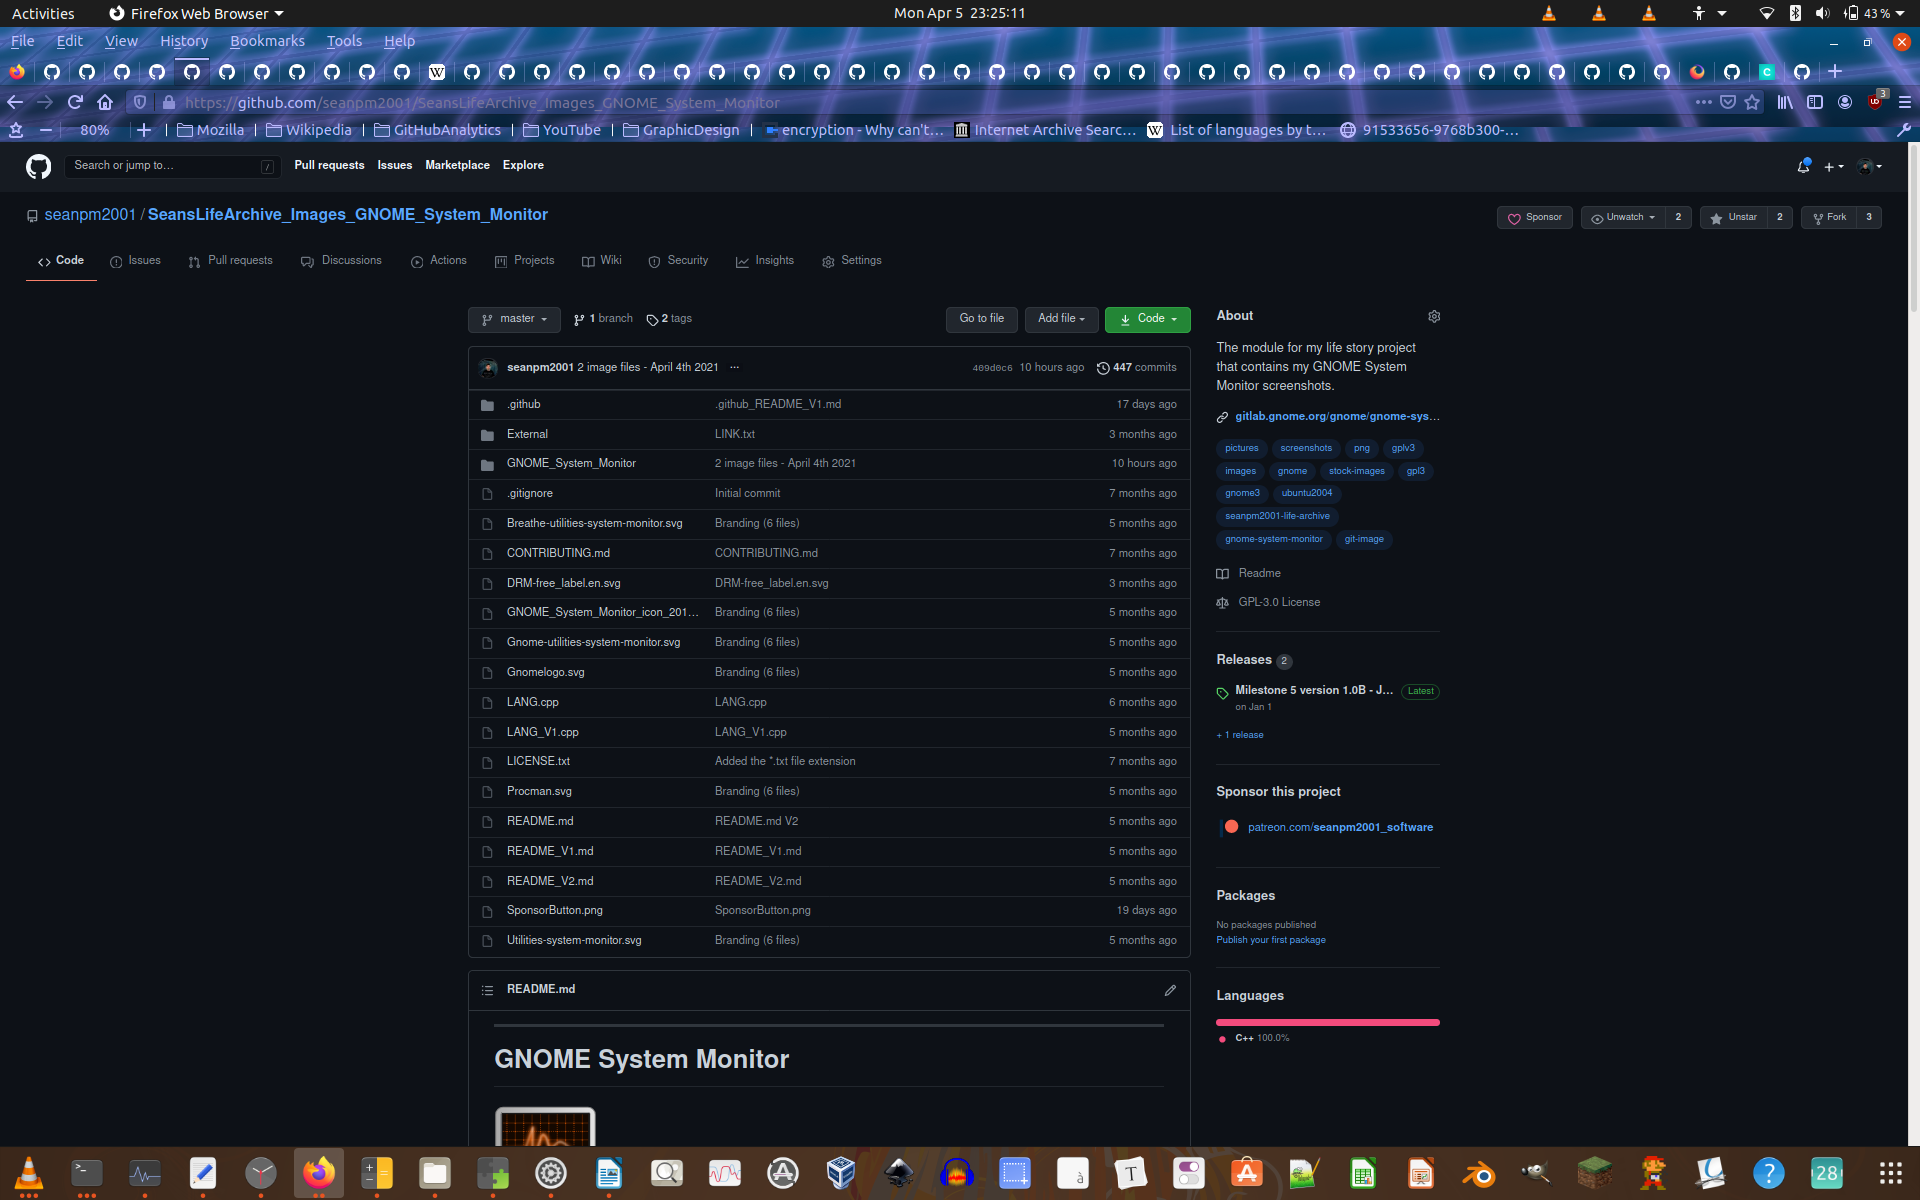 Activities Firefox Web Browser Mon Apr 5 23:25:11 43 %
File Edit View History Bookmarks Tools Help
https://github.com/seanpm2001/SeansLifeArchive_Images_GNOME_System_Monitor 3
80% Mozilla Wikipedia GitHubAnalytics YouTube GraphicDesign encryption - Why can't… Internet Archive Searc… List of languages by t… 91533656-9768b300-…
Search or jump to… / Pull requests Issues Marketplace Explore
seanpm2001 / SeansLifeArchive_Images_GNOME_System_Monitor Sponsor Unwatch 2 Unstar 2 Fork 3
Code Issues Pull requests Discussions Actions Projects Wiki Security Insights Settings
master 1 branch 2 tags Go to file Add file Code
seanpm2001 2 image files - April 4th 2021 … 409d0c6 10 hours ago 447 commits
.github .github_README_V1.md 17 days ago
External LINK.txt 3 months ago
GNOME_System_Monitor 2 image files - April 4th 2021 10 hours ago
.gitignore Initial commit 7 months ago
Breathe-utilities-system-monitor.svg Branding (6 files) 5 months ago
CONTRIBUTING.md CONTRIBUTING.md 7 months ago
DRM-free_label.en.svg DRM-free_label.en.svg 3 months ago
GNOME_System_Monitor_icon_201… Branding (6 files) 5 months ago
Gnome-utilities-system-monitor.svg Branding (6 files) 5 months ago
Gnomelogo.svg Branding (6 files) 5 months ago
LANG.cpp LANG.cpp 6 months ago
LANG_V1.cpp LANG_V1.cpp 5 months ago
LICENSE.txt Added the *.txt file extension 7 months ago
Procman.svg Branding (6 files) 5 months ago
README.md README.md V2 5 months ago
README_V1.md README_V1.md 5 months ago
README_V2.md README_V2.md 5 months ago
SponsorButton.png SponsorButton.png 19 days ago
Utilities-system-monitor.svg Branding (6 files) 5 months ago
README.md
GNOME System Monitor
About
The module for my life story project
that contains my GNOME System
Monitor screenshots.
gitlab.gnome.org/gnome/gnome-sys…
pictures screenshots png gplv3
images gnome stock-images gpl3
gnome3 ubuntu2004
seanpm2001-life-archive
gnome-system-monitor git-image
Readme
GPL-3.0 License
Releases 2
Milestone 5 version 1.0B - J… Latest
on Jan 1
+ 1 release
Sponsor this project
patreon.com/seanpm2001_software
Packages
No packages published
Publish your first package
Languages
C++ 100.0%
28